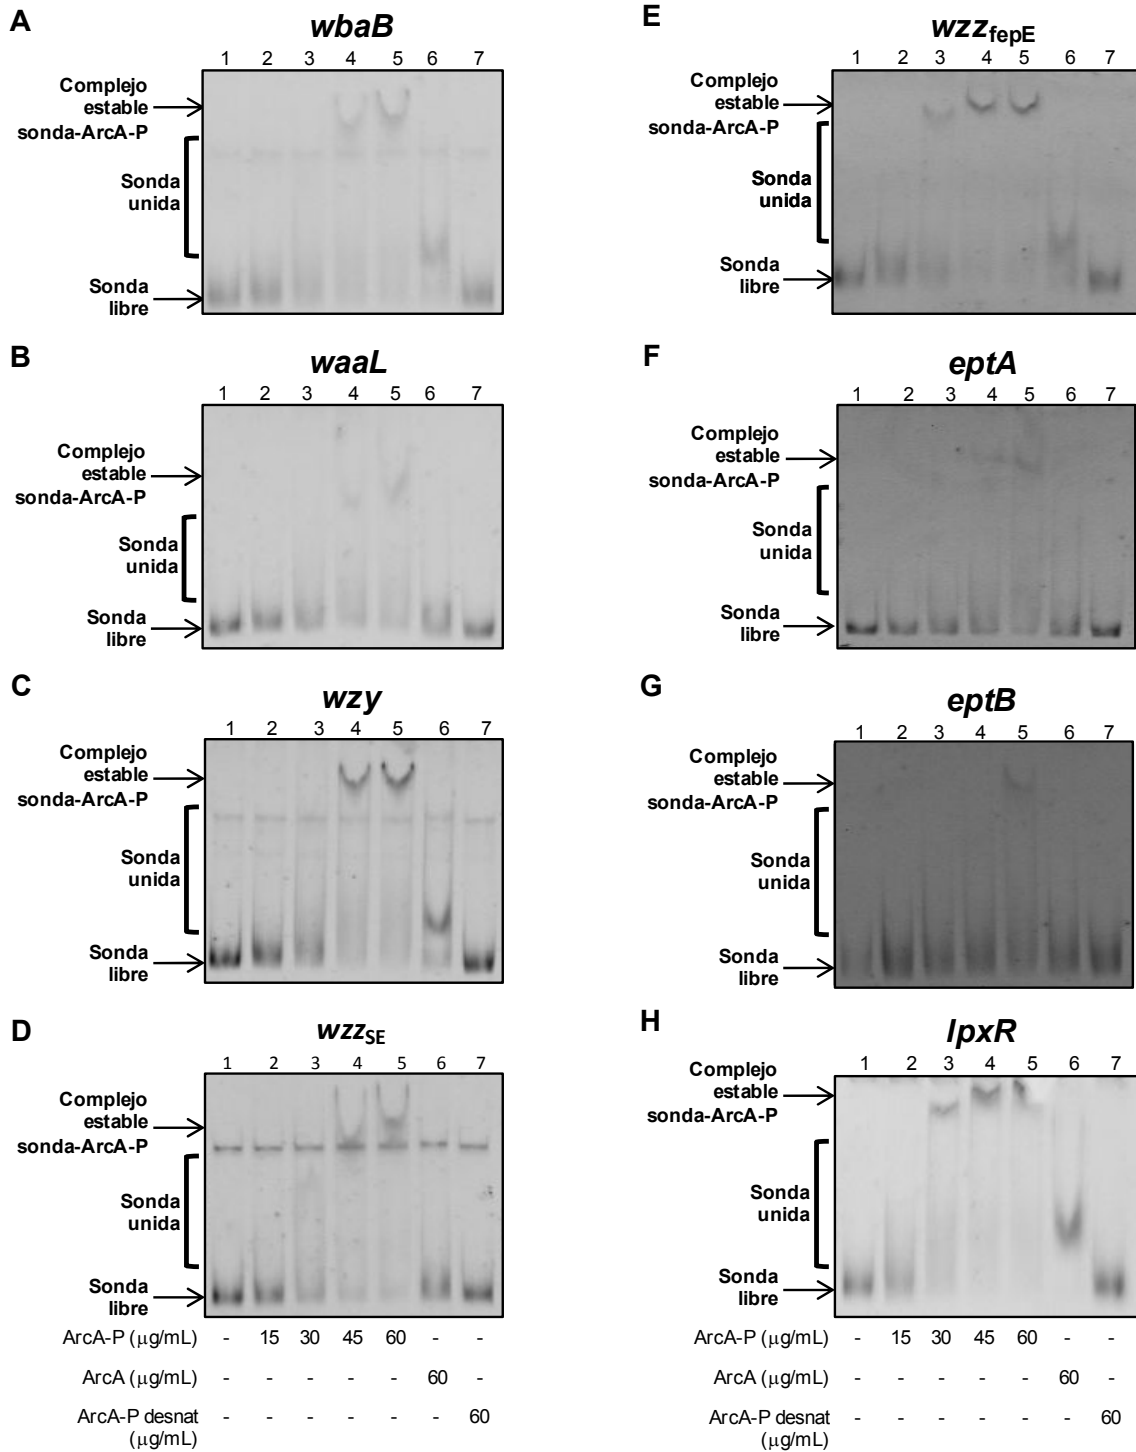 A
wbaB
1 2 3 4 5 6 7
Complejo
estable
sonda-ArcA-P
Sonda
unida
Sonda
libre
B
waaL
1 2 3 4 5 6 7
Complejo
estable
sonda-ArcA-P
Sonda
unida
Sonda
libre
C
wzy
1 2 3 4 5 6 7
Complejo
estable
sonda-ArcA-P
Sonda
unida
Sonda
libre
D
wzzSE
1 2 3 4 5 6 7
Complejo
estable
sonda-ArcA-P
Sonda
unida
Sonda
libre
ArcA-P (µg/mL) - 15 30 45 60 - -
ArcA (µg/mL) - - - - - 60 -
ArcA-P desnat - - - - - - 60
(µg/mL)
E
wzzfepE
1 2 3 4 5 6 7
Complejo
estable
sonda-ArcA-P
Sonda
unida
Sonda
libre
F
eptA
1 2 3 4 5 6 7
Complejo
estable
sonda-ArcA-P
Sonda
unida
Sonda
libre
G
eptB
1 2 3 4 5 6 7
Complejo
estable
sonda-ArcA-P
Sonda
unida
Sonda
libre
H
lpxR
1 2 3 4 5 6 7
Complejo
estable
sonda-ArcA-P
Sonda
unida
Sonda
libre
ArcA-P (µg/mL) - 15 30 45 60 - -
ArcA (µg/mL) - - - - - 60 -
ArcA-P desnat - - - - - - 60
(µg/mL)